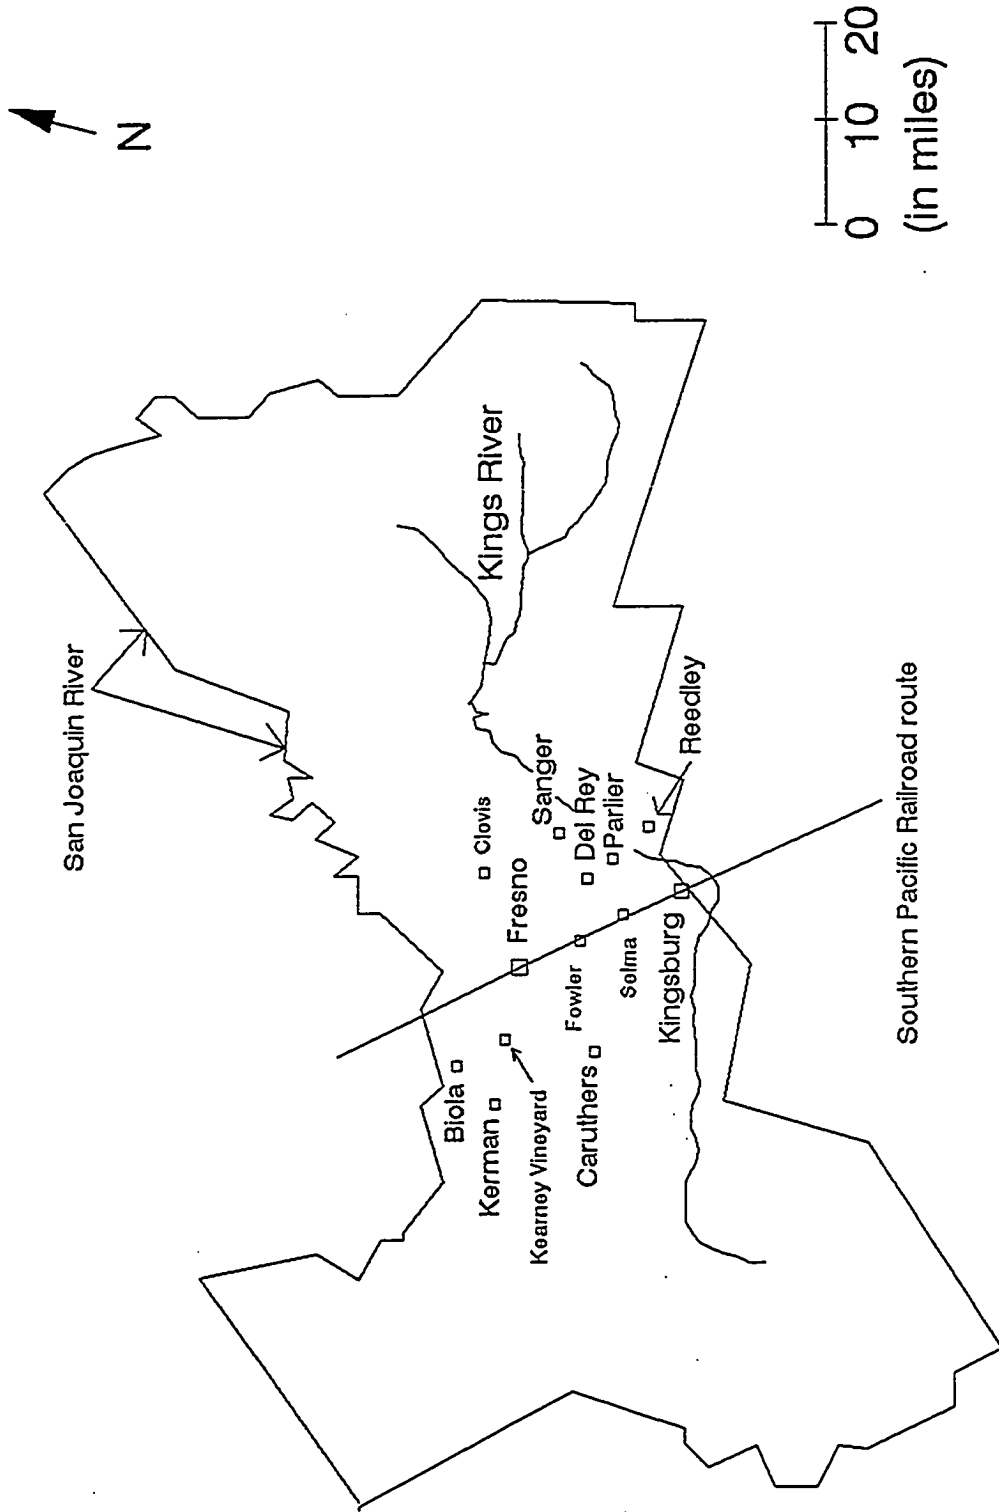 N
San Joaquin River
Kings River
Clovis
Sanger
Fresno
Del Rey
Parlier
Reedley
Biola
Kerman
Kearney Vineyard
Fowler
Selma
Caruthers
Kingsburg
Southern Pacific Railroad route
0 10 20
(in miles)